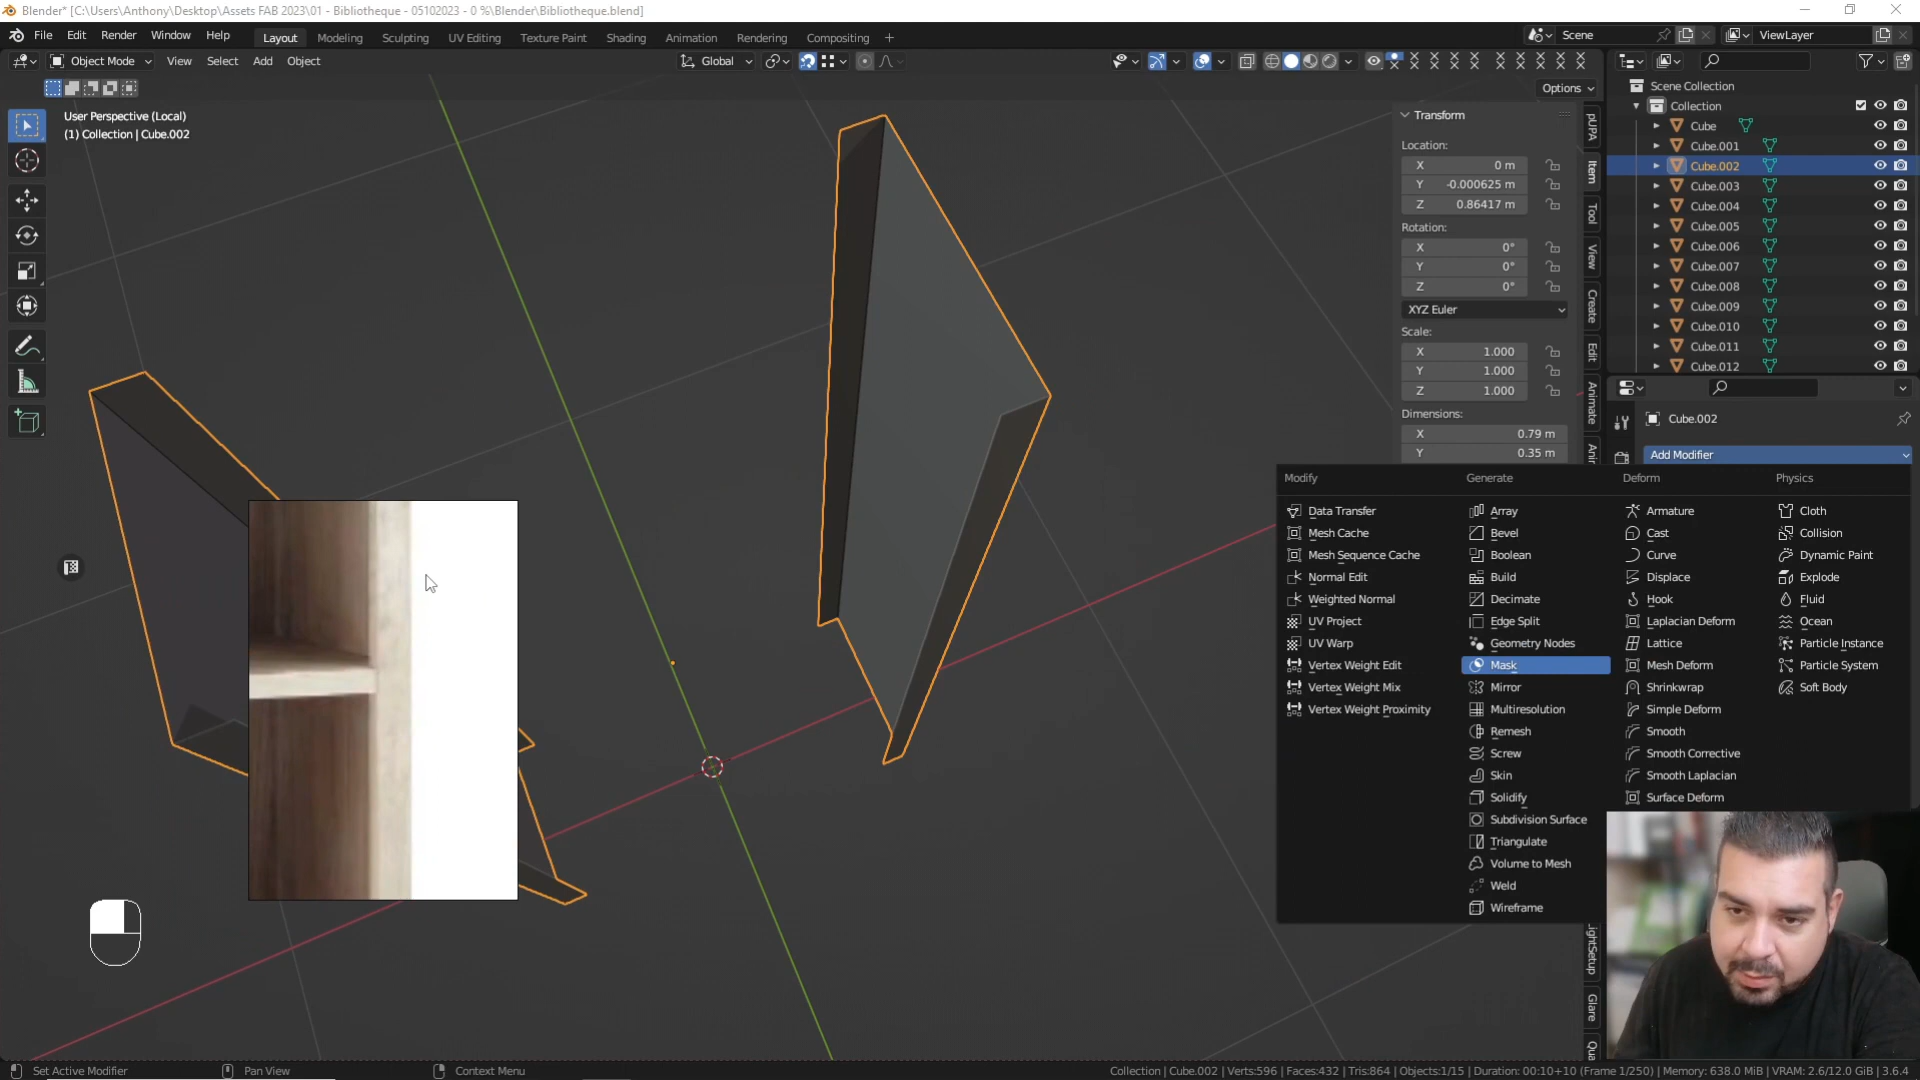 Blender* [C:\Users\Anthony\Desktop\Assets FAB 2023\01 - Bibliotheque - 05102023 - 0 %\Blender\Bibliotheque.blend]
File Edit Render Window Help Layout Modeling Sculpting UV Editing Texture Paint Shading Animation Rendering Compositing + Scene ViewLayer
Object Mode View Select Add Object Global
Options
User Perspective (Local)
(1) Collection | Cube.002
Transform
Location:
X 0 m
Y -0.000625 m
Z 0.86417 m
Rotation:
X 0°
Y 0°
Z 0°
XYZ Euler
Scale:
X 1.000
Y 1.000
Z 1.000
Dimensions:
X 0.79 m
Y 0.35 m
pUPA
Item
Tool
View
Create
Edit
Animate
Scene Collection
Collection
Cube
Cube.001
Cube.002
Cube.003
Cube.004
Cube.005
Cube.006
Cube.007
Cube.008
Cube.009
Cube.010
Cube.011
Cube.012
Cube.002
Add Modifier
Modify Generate Deform Physics
Data Transfer Array Armature Cloth
Mesh Cache Bevel Cast Collision
Mesh Sequence Cache Boolean Curve Dynamic Paint
Normal Edit Build Displace Explode
Weighted Normal Decimate Hook Fluid
UV Project Edge Split Laplacian Deform Ocean
UV Warp Geometry Nodes Lattice Particle Instance
Vertex Weight Edit Mask Mesh Deform Particle System
Vertex Weight Mix Mirror Shrinkwrap Soft Body
Vertex Weight Proximity Multiresolution Simple Deform
Remesh Smooth
Screw Smooth Corrective
Skin Smooth Laplacian
Solidify Surface Deform
Subdivision Surface
Triangulate
Volume to Mesh
Weld
Wireframe
Glare
Set Active Modifier Pan View Context Menu Collection | Cube.002 | Verts:596 | Faces:432 | Tris:864 | Objects:1/15 | Duration: 00:10+10 (Frame 1/250) | Memory: 638.0 MiB | VRAM: 2.6/12.0 GiB | 3.6.4